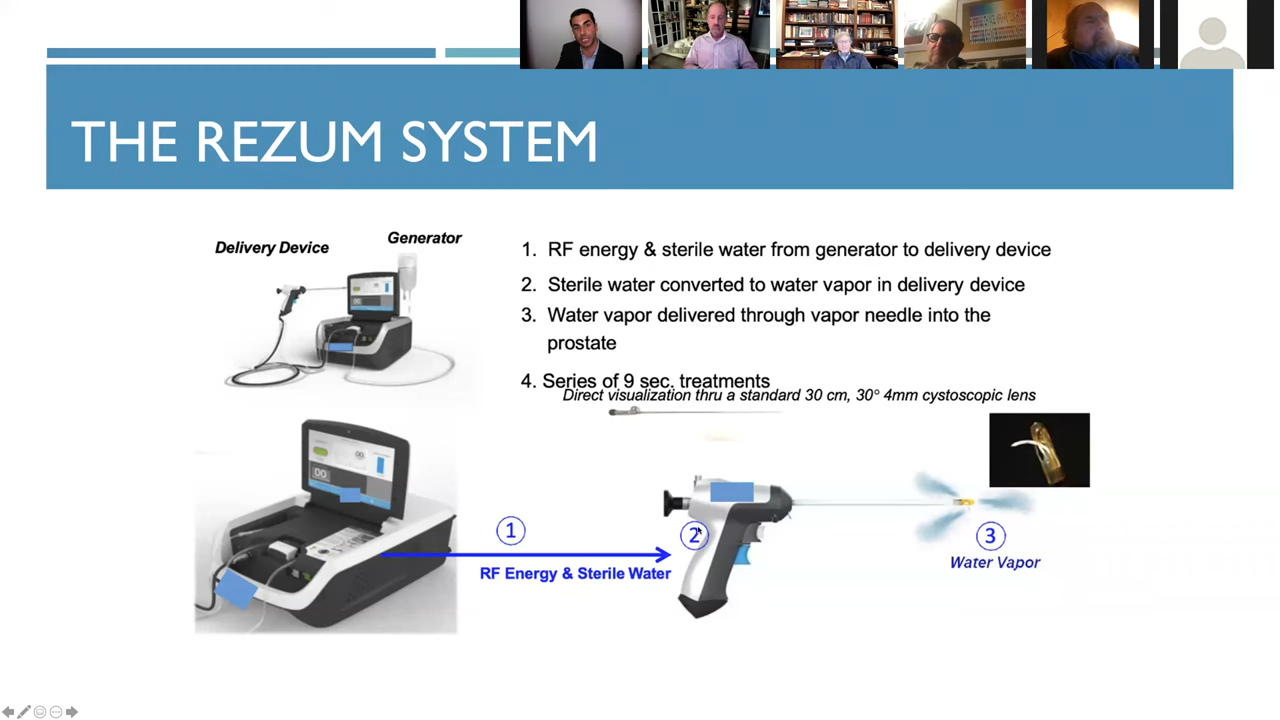 THE REZUM SYSTEM
Delivery Device
Generator
1. RF energy & sterile water from generator to delivery device
2. Sterile water converted to water vapor in delivery device
3. Water vapor delivered through vapor needle into the
prostate
4. Series of 9 sec. treatments
Direct visualization thru a standard 30 cm, 30° 4mm cystoscopic lens
00
1
RF Energy & Sterile Water
2
3
Water Vapor